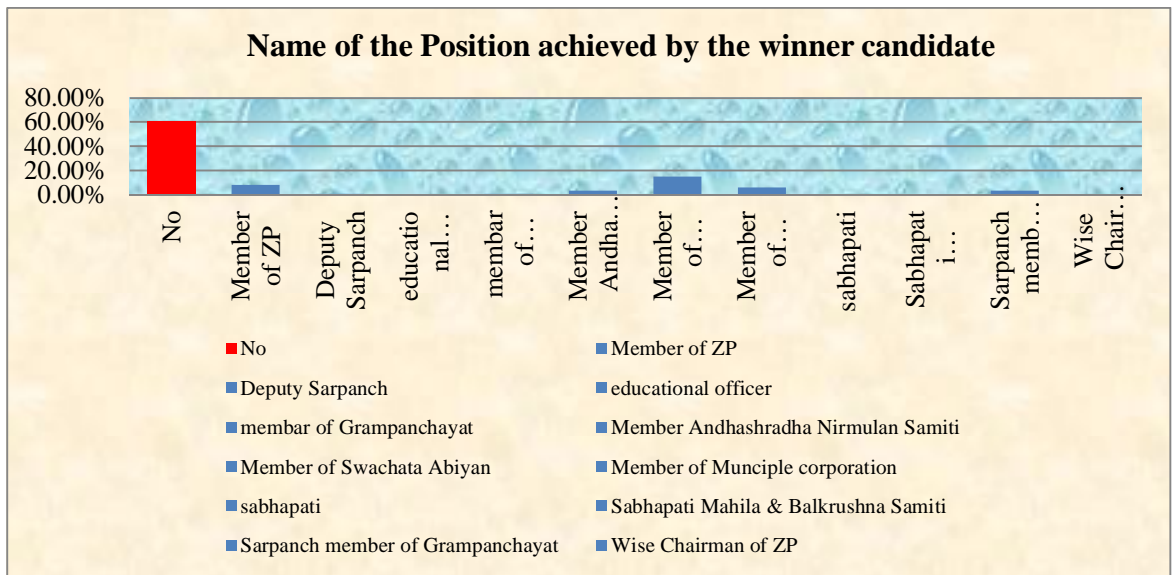 Name of the Position achieved by the winner candidate
80.00%
60.00%
40.00%
20.00%
0.00%
No
Member
of ZP
Deputy
Sarpanch
educatio
nal…
membar
of…
Member
Andha…
Member
of…
Member
of…
sabhapati
Sabhapat
i…
Sarpanch
memb…
Wise
Chair…
No
Member of ZP
Deputy Sarpanch
educational officer
membar of Grampanchayat
Member Andhashradha Nirmulan Samiti
Member of Swachata Abiyan
Member of Munciple corporation
sabhapati
Sabhapati Mahila & Balkrushna Samiti
Sarpanch member of Grampanchayat
Wise Chairman of ZP